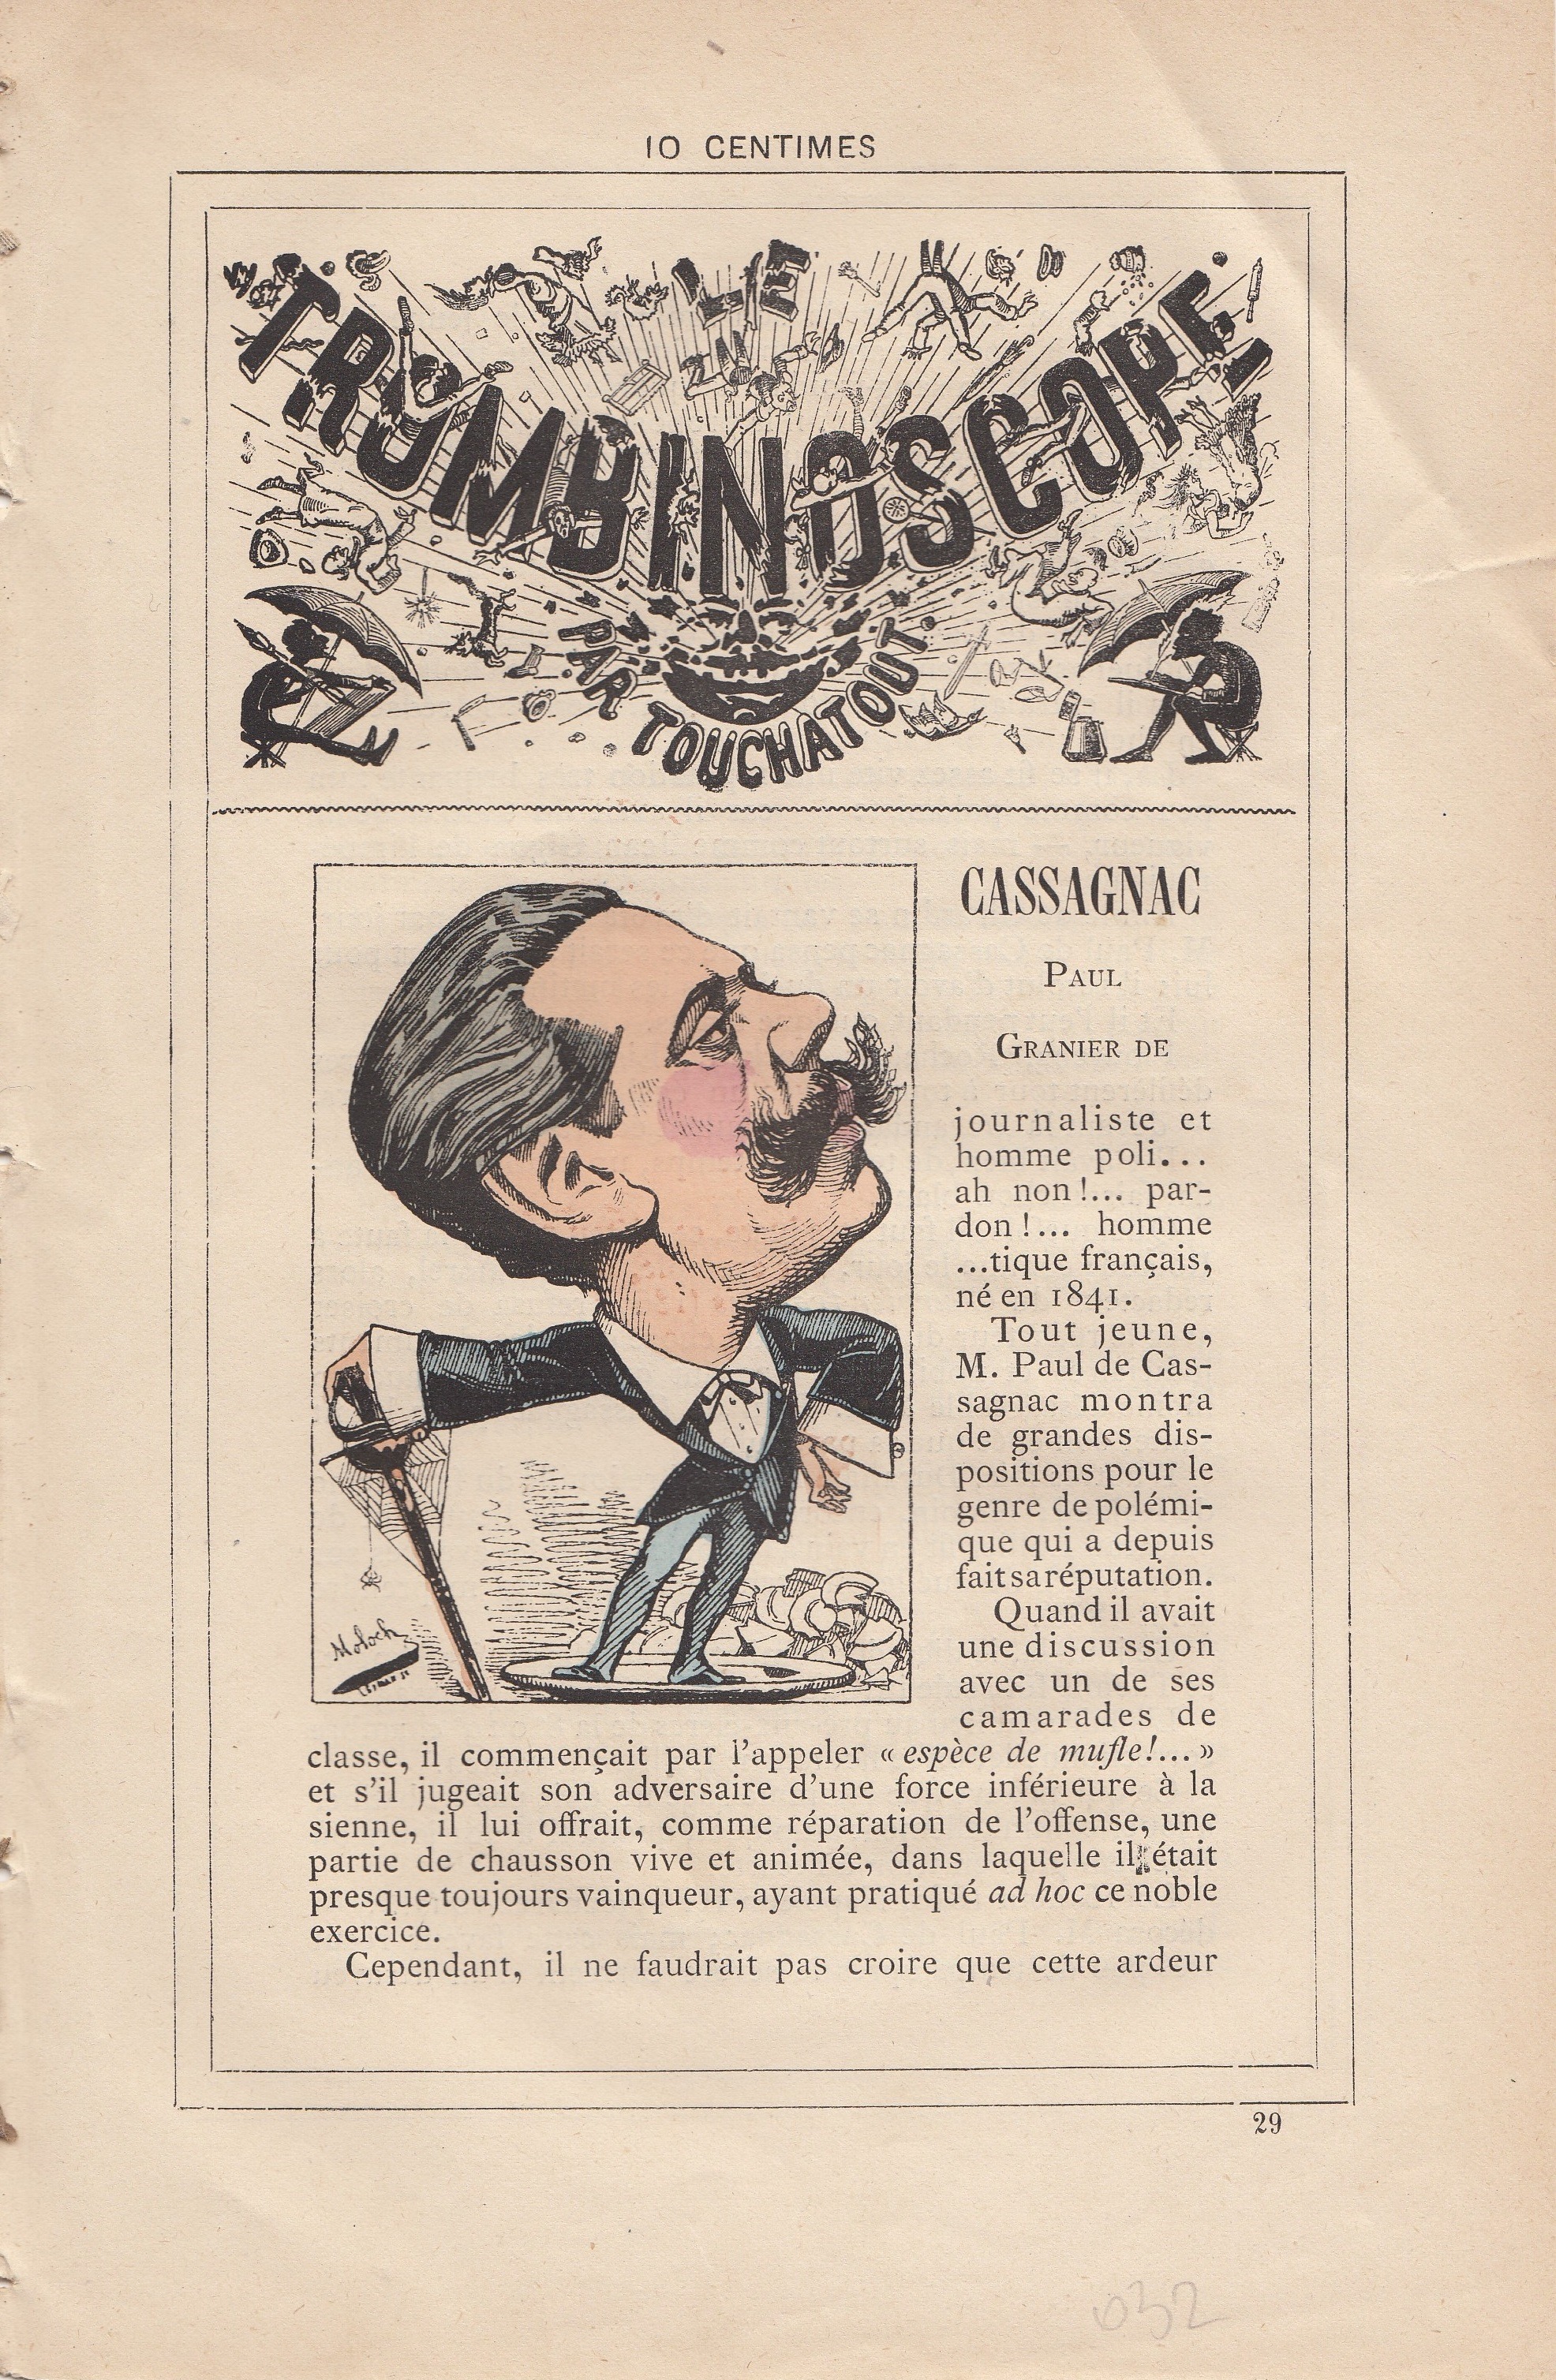 10 CENTIMES
LE
TROMBINOSCOPE
PAR TOUCHATOUT
CASSAGNAC
PAUL
GRANIER DE
journaliste et
homme poli...
ah non !... par-
don !... homme
...tique français,
né en 1841.
Tout jeune,
M. Paul de Cas-
sagnac montra
de grandes dis-
positions pour le
genre de polémi-
que qui a depuis
fait sa réputation.
Quand il avait
une discussion
avec un de ses
camarades de
Moloch
classe, il commençait par l'appeler « espèce de mufle!... »
et s'il jugeait son adversaire d'une force inférieure à la
sienne, il lui offrait, comme réparation de l'offense, une
partie de chausson vive et animée, dans laquelle il était
presque toujours vainqueur, ayant pratiqué ad hoc ce noble
exercice.
Cependant, il ne faudrait pas croire que cette ardeur
29
032